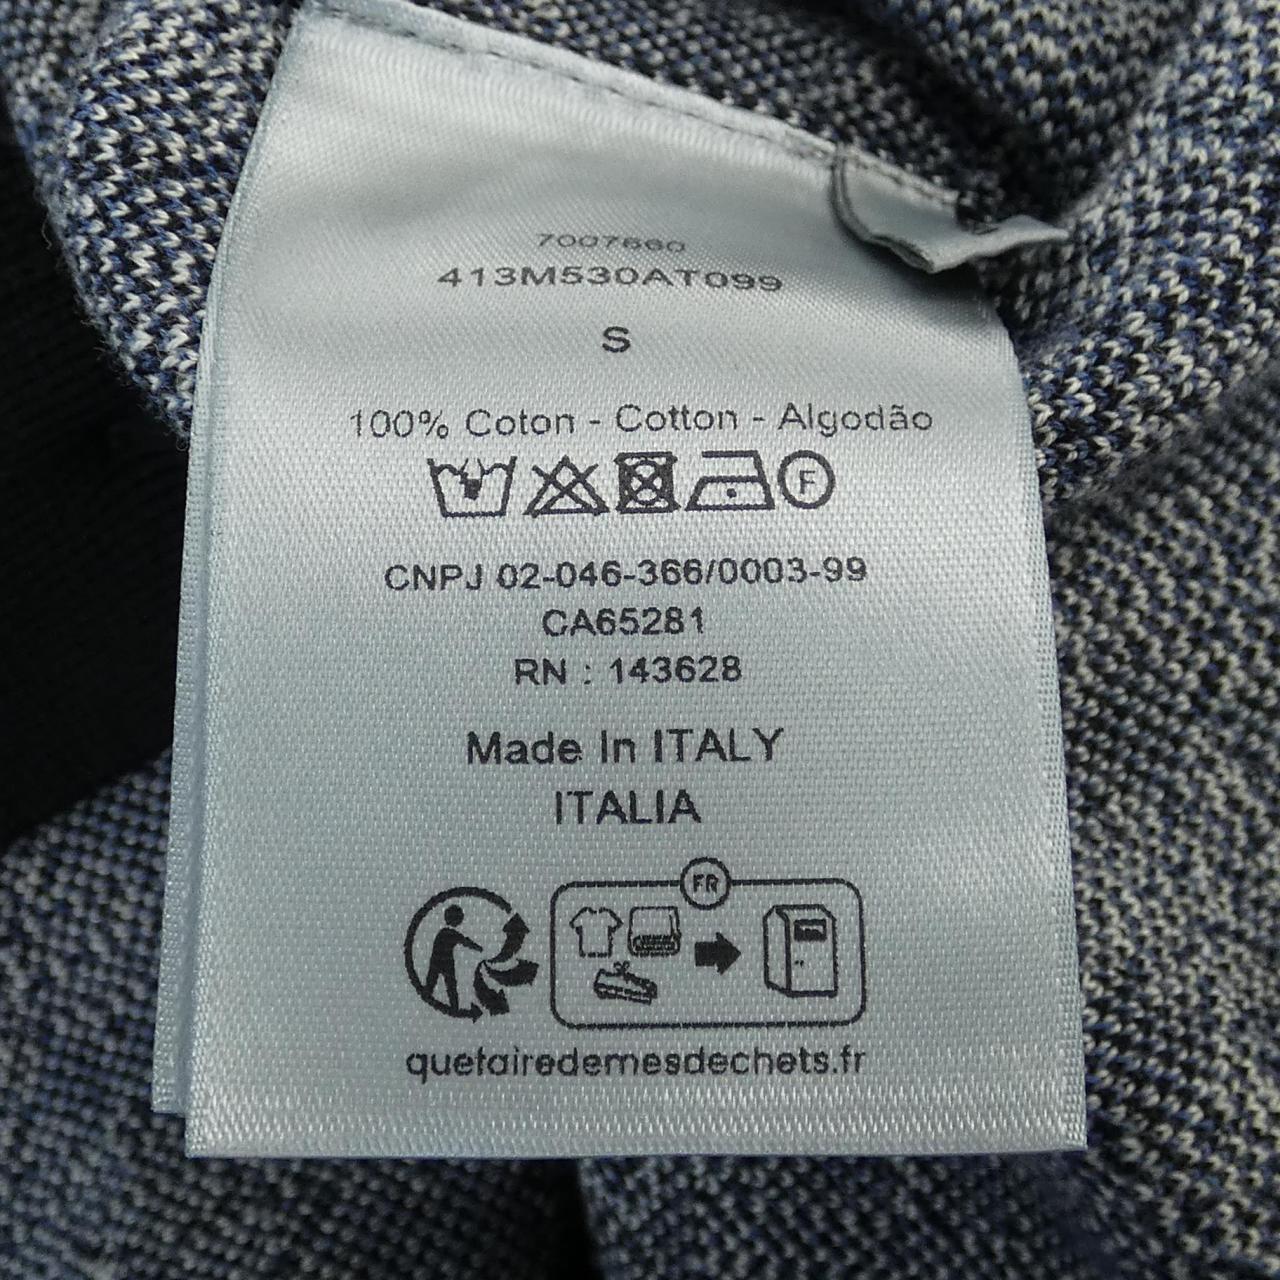 7007660
413M530AT099
S
100% Coton - Cotton - Algodão
F
CNPJ 02-046-366/0003-99
CA65281
RN : 143628
Made In ITALY
ITALIA
FR
quefairedemesdechets.fr